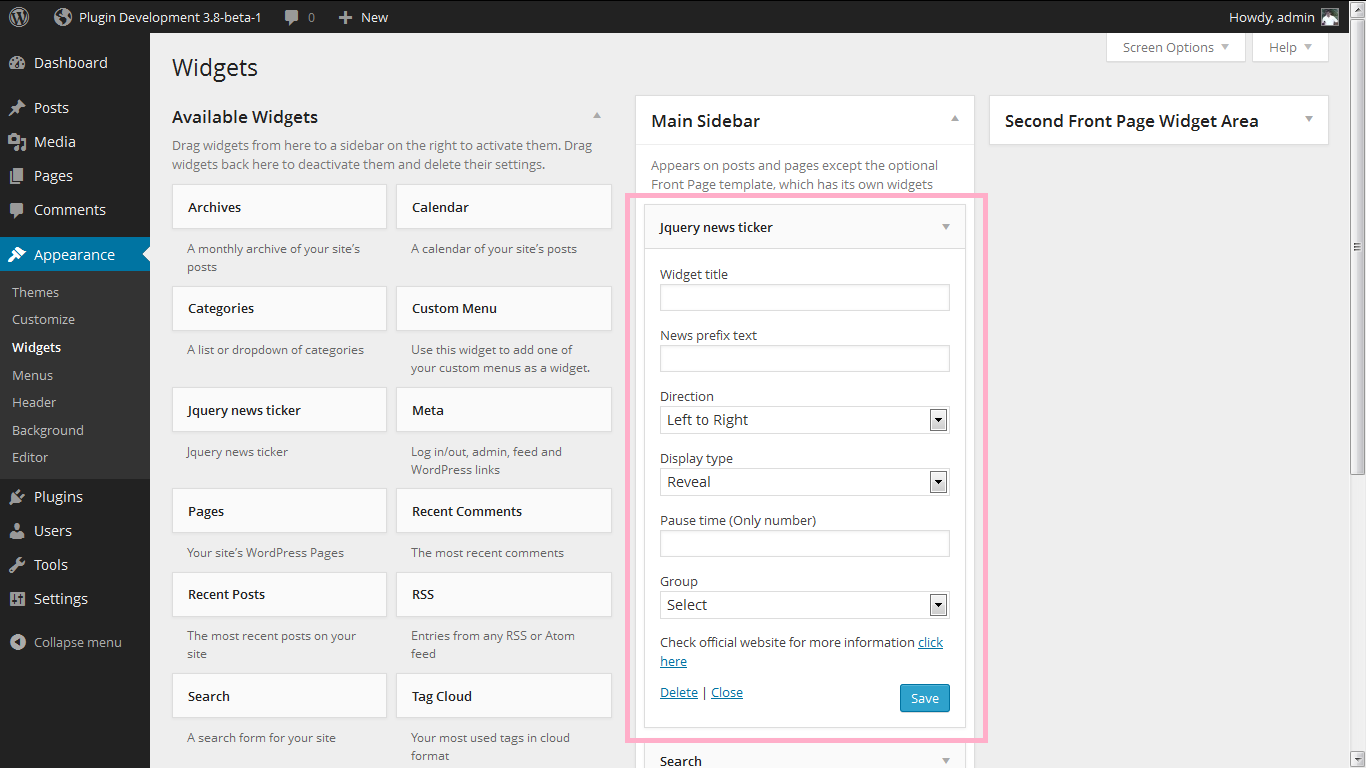 Plugin Development 3.8-beta-1
0
New
Howdy, admin
Dashboard
Posts
Media
Pages
Comments
Appearance
Themes
Customize
Widgets
Menus
Header
Background
Editor
Plugins
Users
Tools
Settings
Collapse menu
Screen Options
Help
Widgets
Available Widgets
Drag widgets from here to a sidebar on the right to activate them. Drag
widgets back here to deactivate them and delete their settings.
Archives
A monthly archive of your site’s
posts
Calendar
A calendar of your site’s posts
Categories
A list or dropdown of categories
Custom Menu
Use this widget to add one of
your custom menus as a widget.
Jquery news ticker
Jquery news ticker
Meta
Log in/out, admin, feed and
WordPress links
Pages
Your site’s WordPress Pages
Recent Comments
The most recent comments
Recent Posts
The most recent posts on your
site
RSS
Entries from any RSS or Atom
feed
Search
A search form for your site
Tag Cloud
Your most used tags in cloud
format
Main Sidebar
Appears on posts and pages except the optional
Front Page template, which has its own widgets
Jquery news ticker
Widget title
News prefix text
Direction
Left to Right
Display type
Reveal
Pause time (Only number)
Group
Select
Check official website for more information click
here
Delete | Close
Save
Search
Second Front Page Widget Area